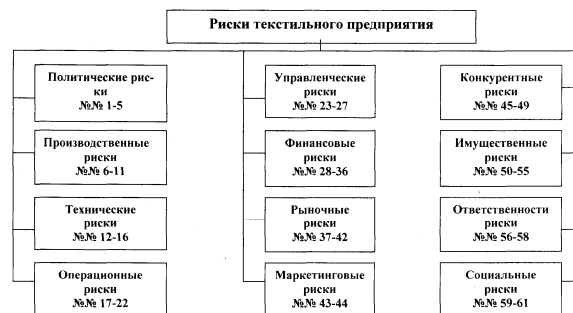 Риски текстильного предприятия
Политические рис-
ки
№№ 1-5
Производственные
риски
№№ 6-11
Технические
риски
№№ 12-16
Операционные
риски
№№ 17-22
Управленческие
риски
№№ 23-27
Финансовые
риски
№№ 28-36
Рыночные
риски
№№ 37-42
Маркетинговые
риски
№№ 43-44
Конкурентные
риски
№№ 45-49
Имущественные
риски
№№ 50-55
Ответственности
риски
№№ 56-58
Социальные
риски
№№ 59-61